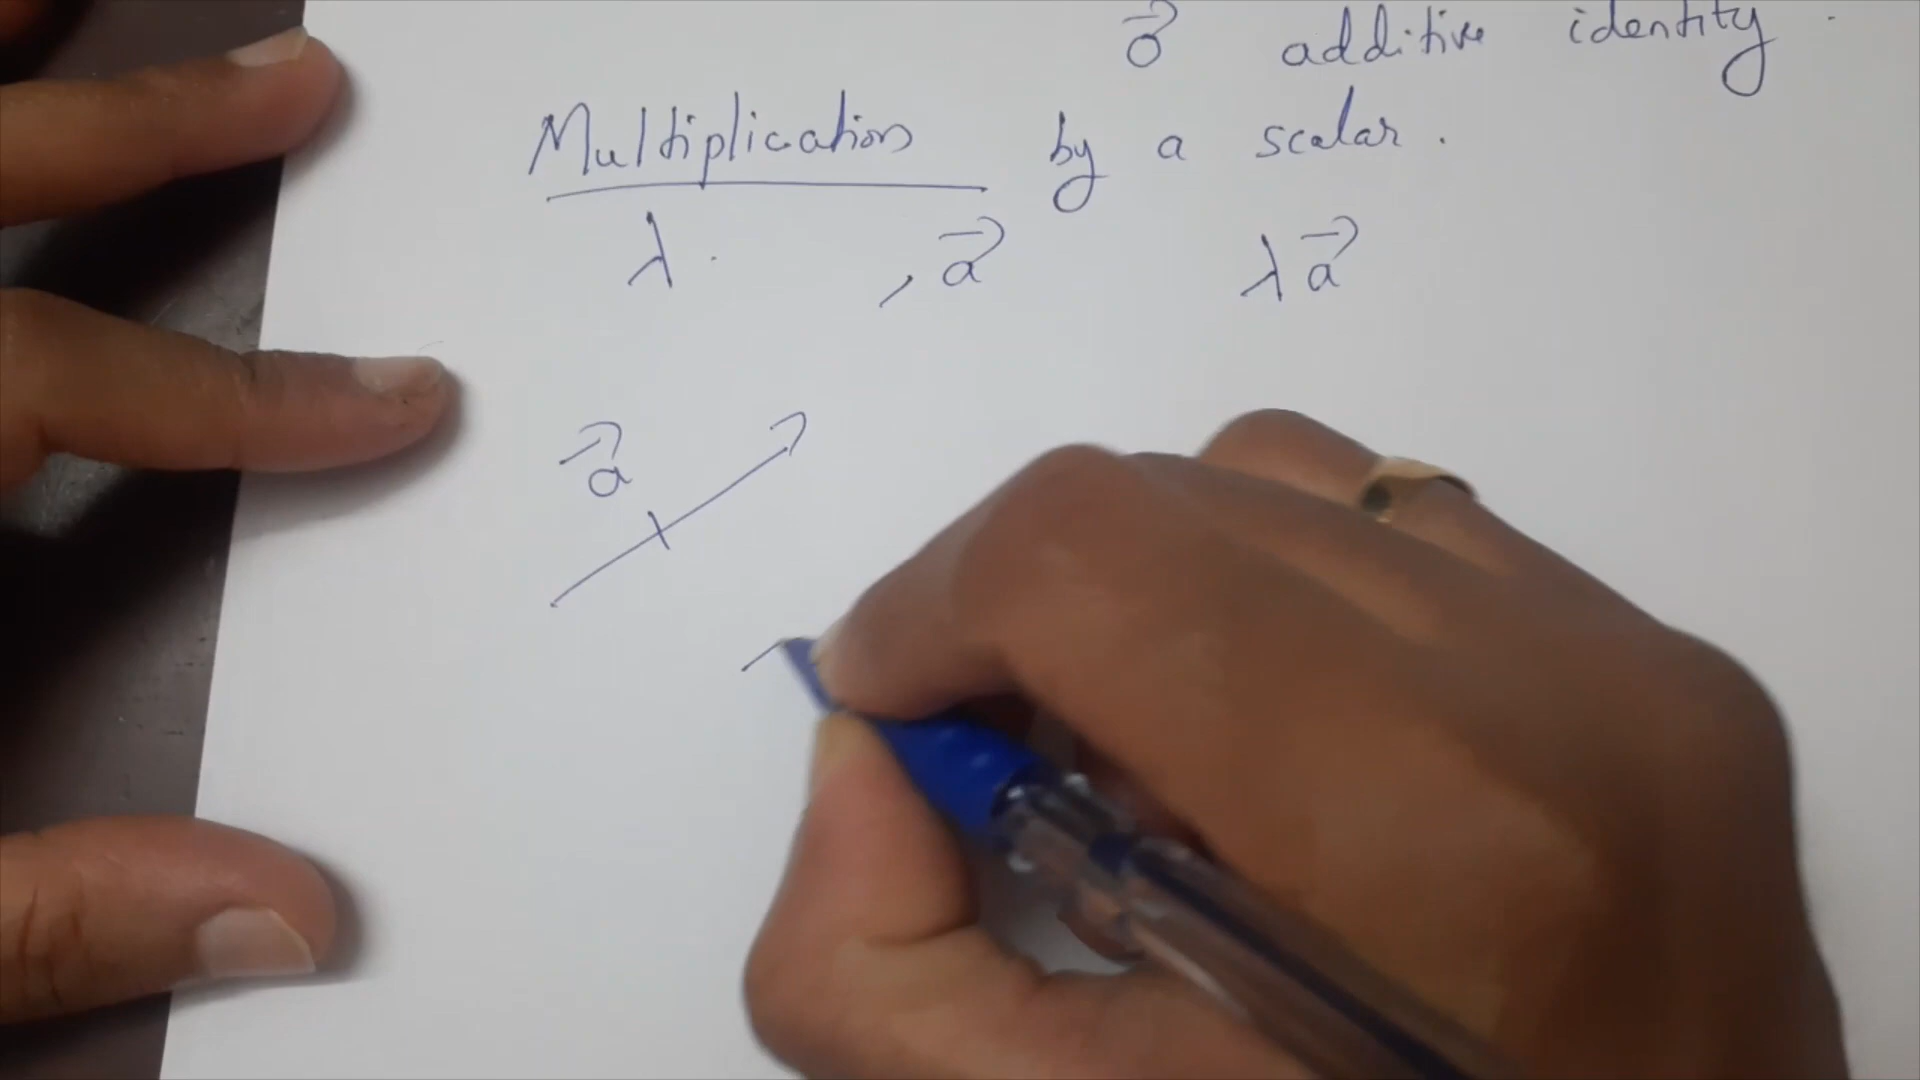 0⃗ additive identity.
Multiplication by a scalar.
λ. , a⃗ λa⃗
a⃗